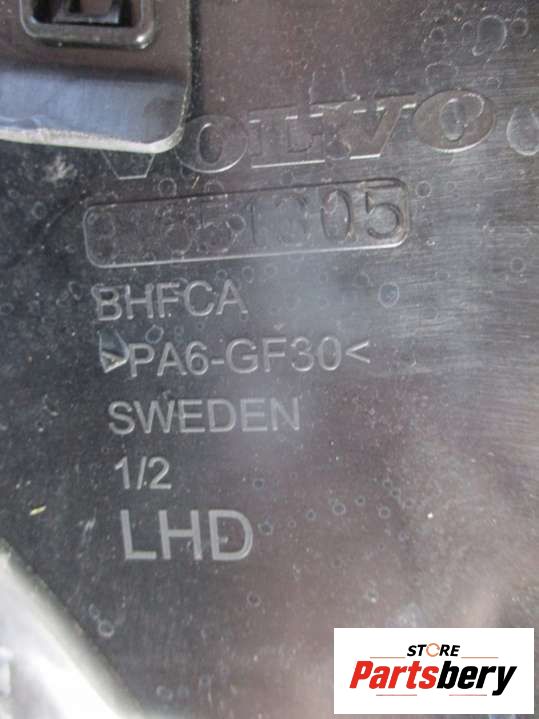 VOLVO
BHFCA
>PA6-GF30<
SWEDEN
1/2
LHD
STORE
Partsbery